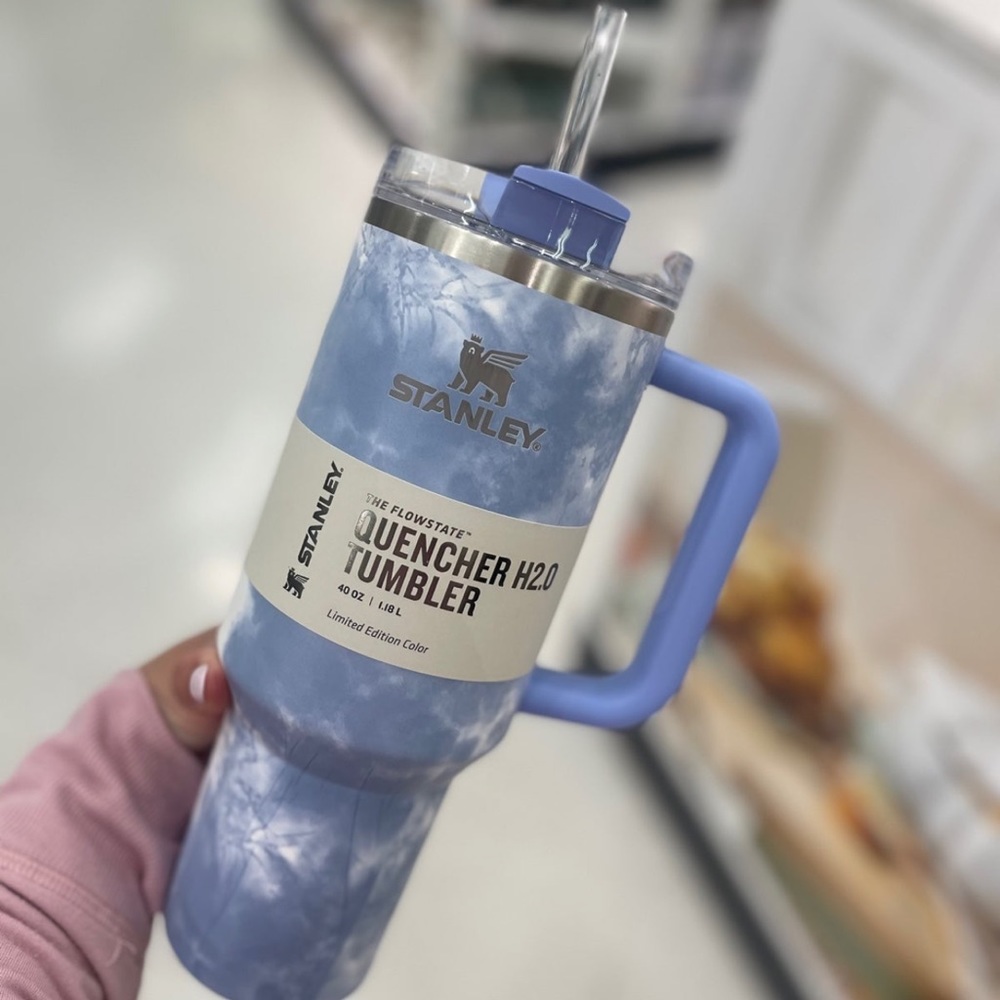 STANLEY®
STANLEY®
THE FLOWSTATE™
QUENCHER H2.0
TUMBLER
40 OZ | 1.18 L
Limited Edition Color